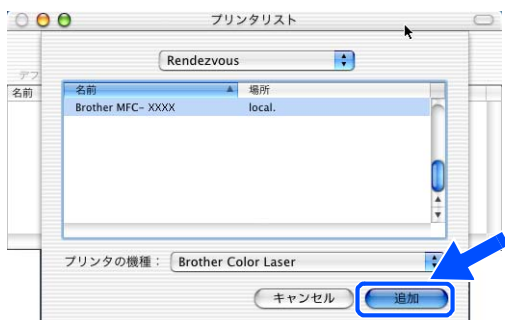 プリンタリスト
Rendezvous
デフ
名前
名前 場所
Brother MFC- XXXX local.
プリンタの機種： Brother Color Laser
キャンセル 追加